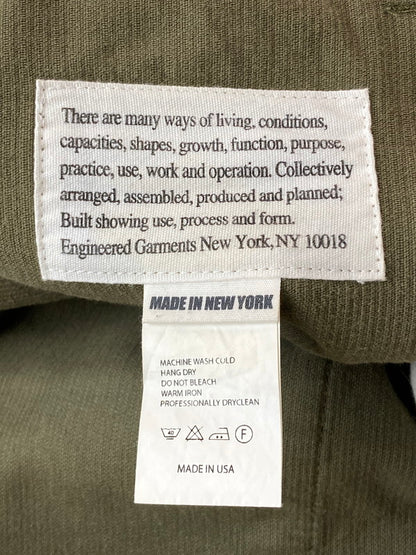 There are many ways of living, conditions,
capacities, shapes, growth, function, purpose,
practice, use, work and operation. Collectively
arranged, assembled, produced and planned;
Built showing use, process and form.
Engineered Garments New York, NY 10018
MADE IN NEW YORK
MACHINE WASH COLD
HANG DRY
DO NOT BLEACH
WARM IRON
PROFESSIONALLY DRYCLEAN
40 F
MADE IN USA